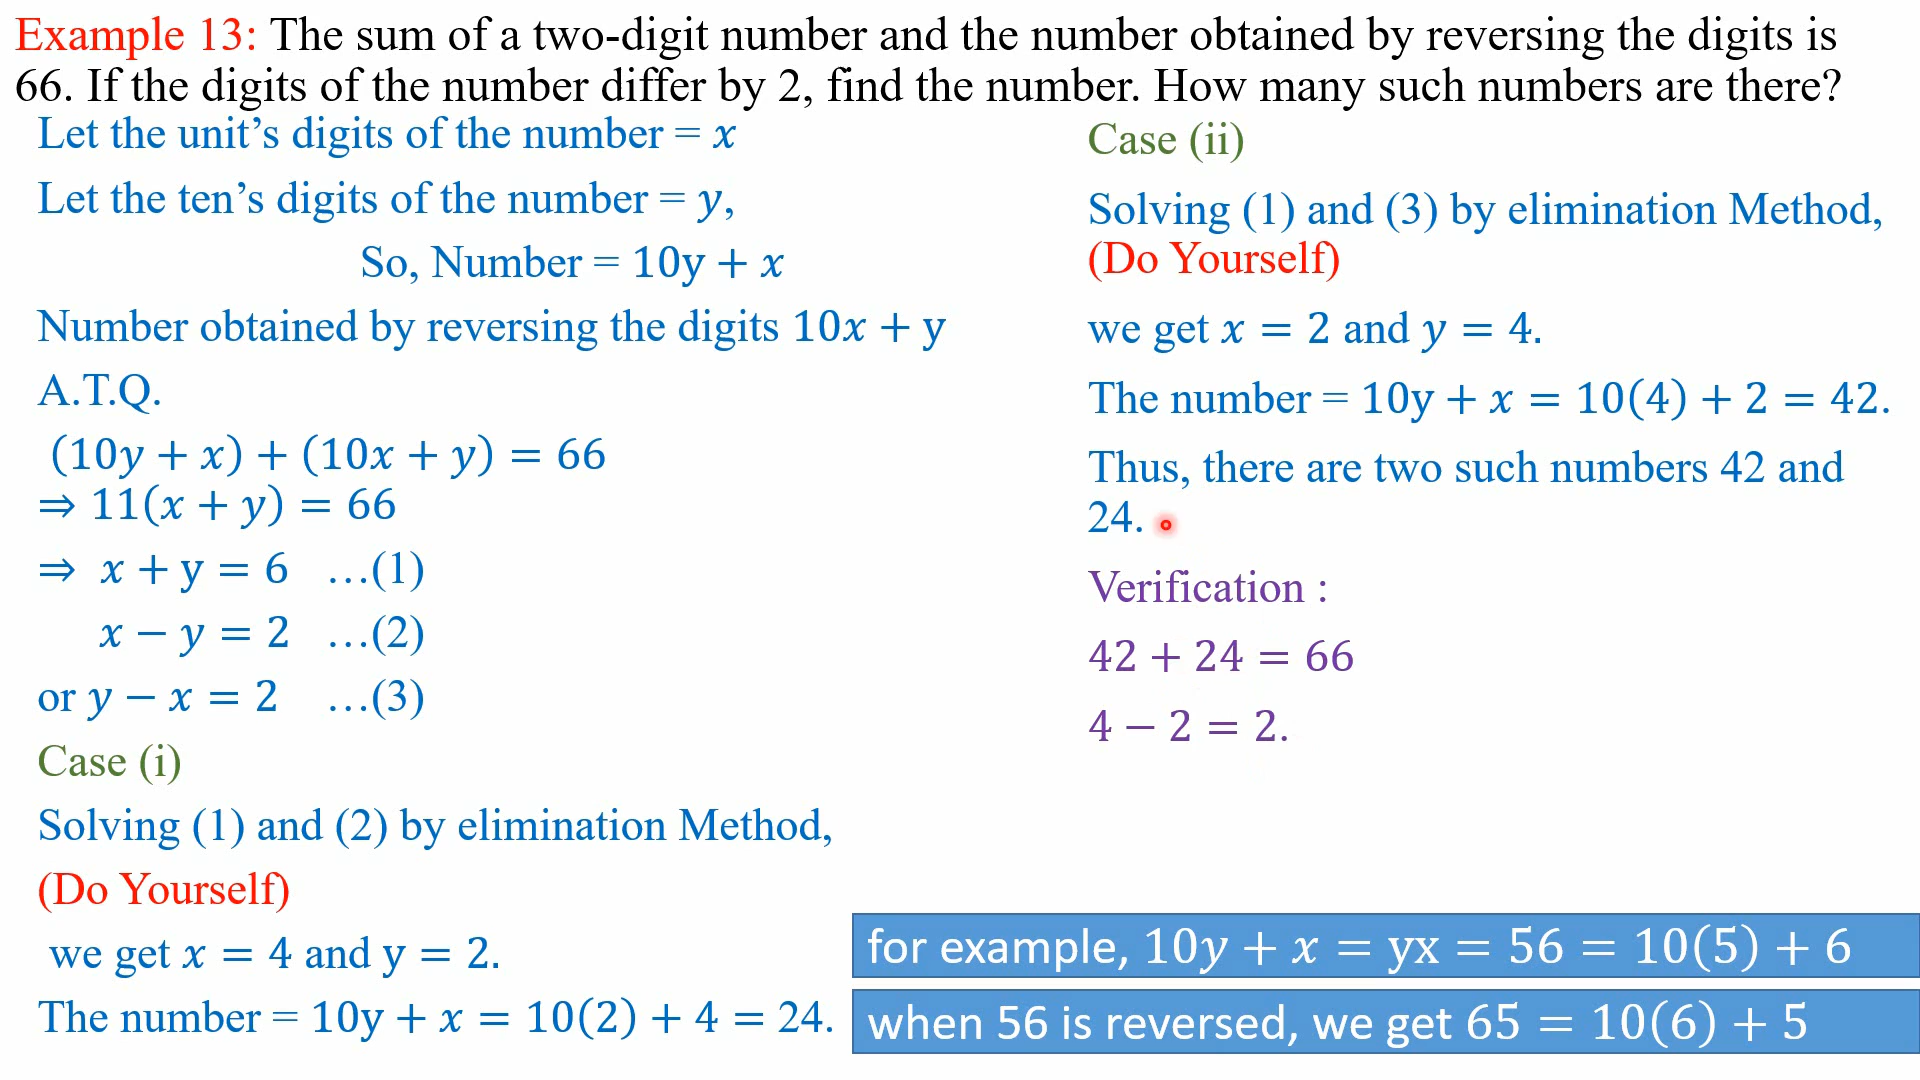 Example 13: The sum of a two-digit number and the number obtained by reversing the digits is
66. If the digits of the number differ by 2, find the number. How many such numbers are there?
Let the unit’s digits of the number = x
Let the ten’s digits of the number = y,
So, Number = 10y + x
Number obtained by reversing the digits 10x + y
A.T.Q.
(10y + x) + (10x + y) = 66
⇒ 11(x + y) = 66
⇒ x + y = 6 …(1)
x − y = 2 …(2)
or y − x = 2 …(3)
Case (i)
Solving (1) and (2) by elimination Method,
(Do Yourself)
we get x = 4 and y = 2.
The number = 10y + x = 10(2) + 4 = 24.
Case (ii)
Solving (1) and (3) by elimination Method,
(Do Yourself)
we get x = 2 and y = 4.
The number = 10y + x = 10(4) + 2 = 42.
Thus, there are two such numbers 42 and
24.
Verification :
42 + 24 = 66
4 − 2 = 2.
for example, 10y + x = yx = 56 = 10(5) + 6
when 56 is reversed, we get 65 = 10(6) + 5